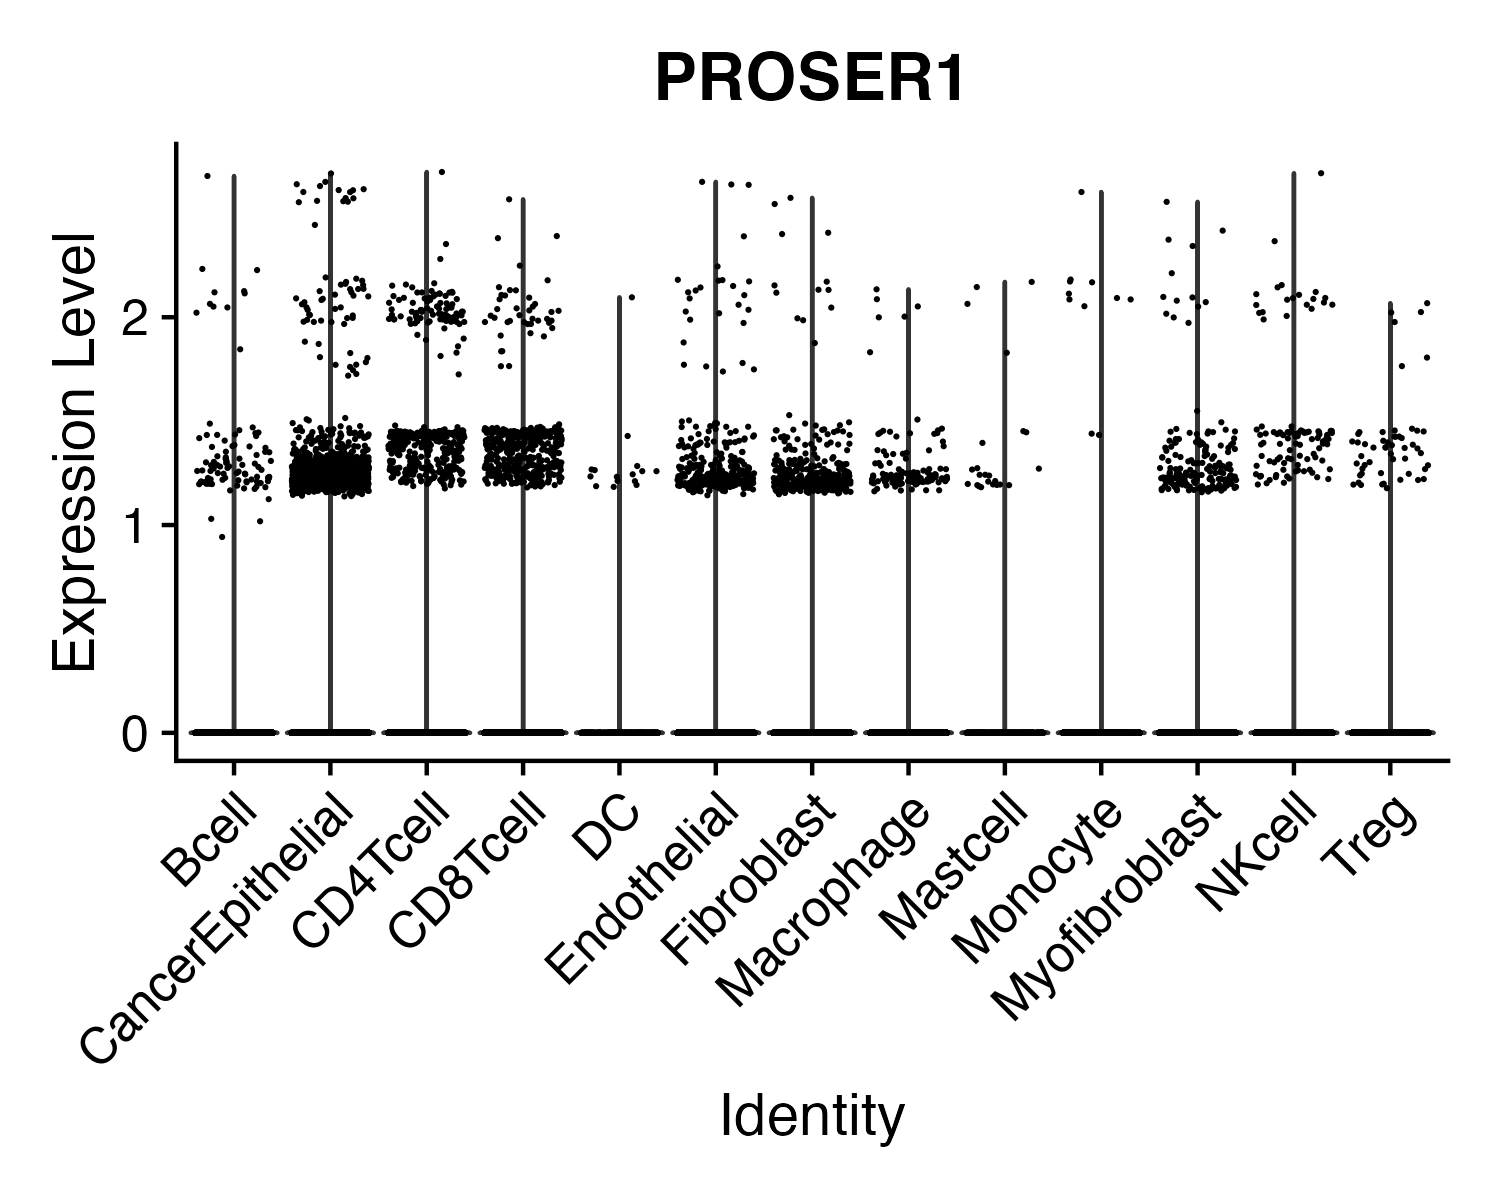 PROSER1
Expression Level
2
1
0
Bcell
CancerEpithelial
CD4Tcell
CD8Tcell
DC
Endothelial
Fibroblast
Macrophage
Mastcell
Monocyte
Myofibroblast
NKcell
Treg
Identity